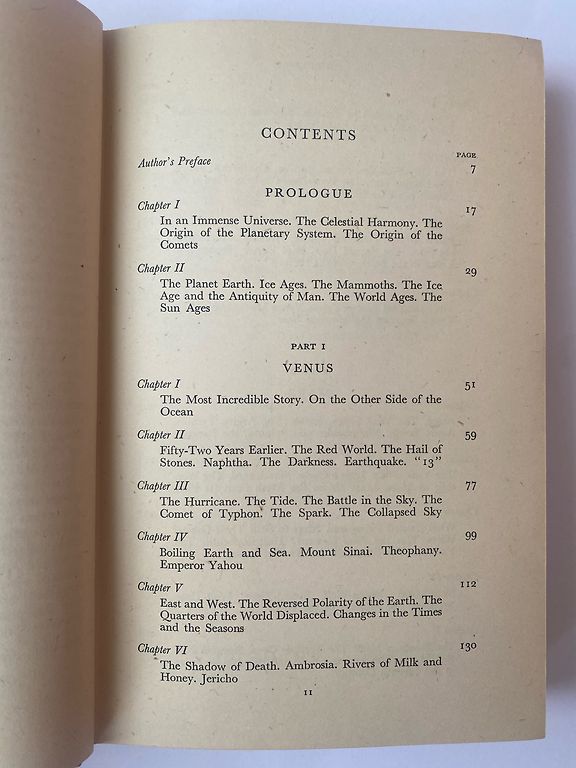 CONTENTS
PAGE
Author's Preface 7
PROLOGUE
Chapter I 17
In an Immense Universe. The Celestial Harmony. The
Origin of the Planetary System. The Origin of the
Comets
Chapter II 29
The Planet Earth. Ice Ages. The Mammoths. The Ice
Age and the Antiquity of Man. The World Ages. The
Sun Ages
PART I
VENUS
Chapter I 51
The Most Incredible Story. On the Other Side of the
Ocean
Chapter II 59
Fifty-Two Years Earlier. The Red World. The Hail of
Stones. Naphtha. The Darkness. Earthquake. "13"
Chapter III 77
The Hurricane. The Tide. The Battle in the Sky. The
Comet of Typhon. The Spark. The Collapsed Sky
Chapter IV 99
Boiling Earth and Sea. Mount Sinai. Theophany.
Emperor Yahou
Chapter V 112
East and West. The Reversed Polarity of the Earth. The
Quarters of the World Displaced. Changes in the Times
and the Seasons
Chapter VI 130
The Shadow of Death. Ambrosia. Rivers of Milk and
Honey. Jericho
11